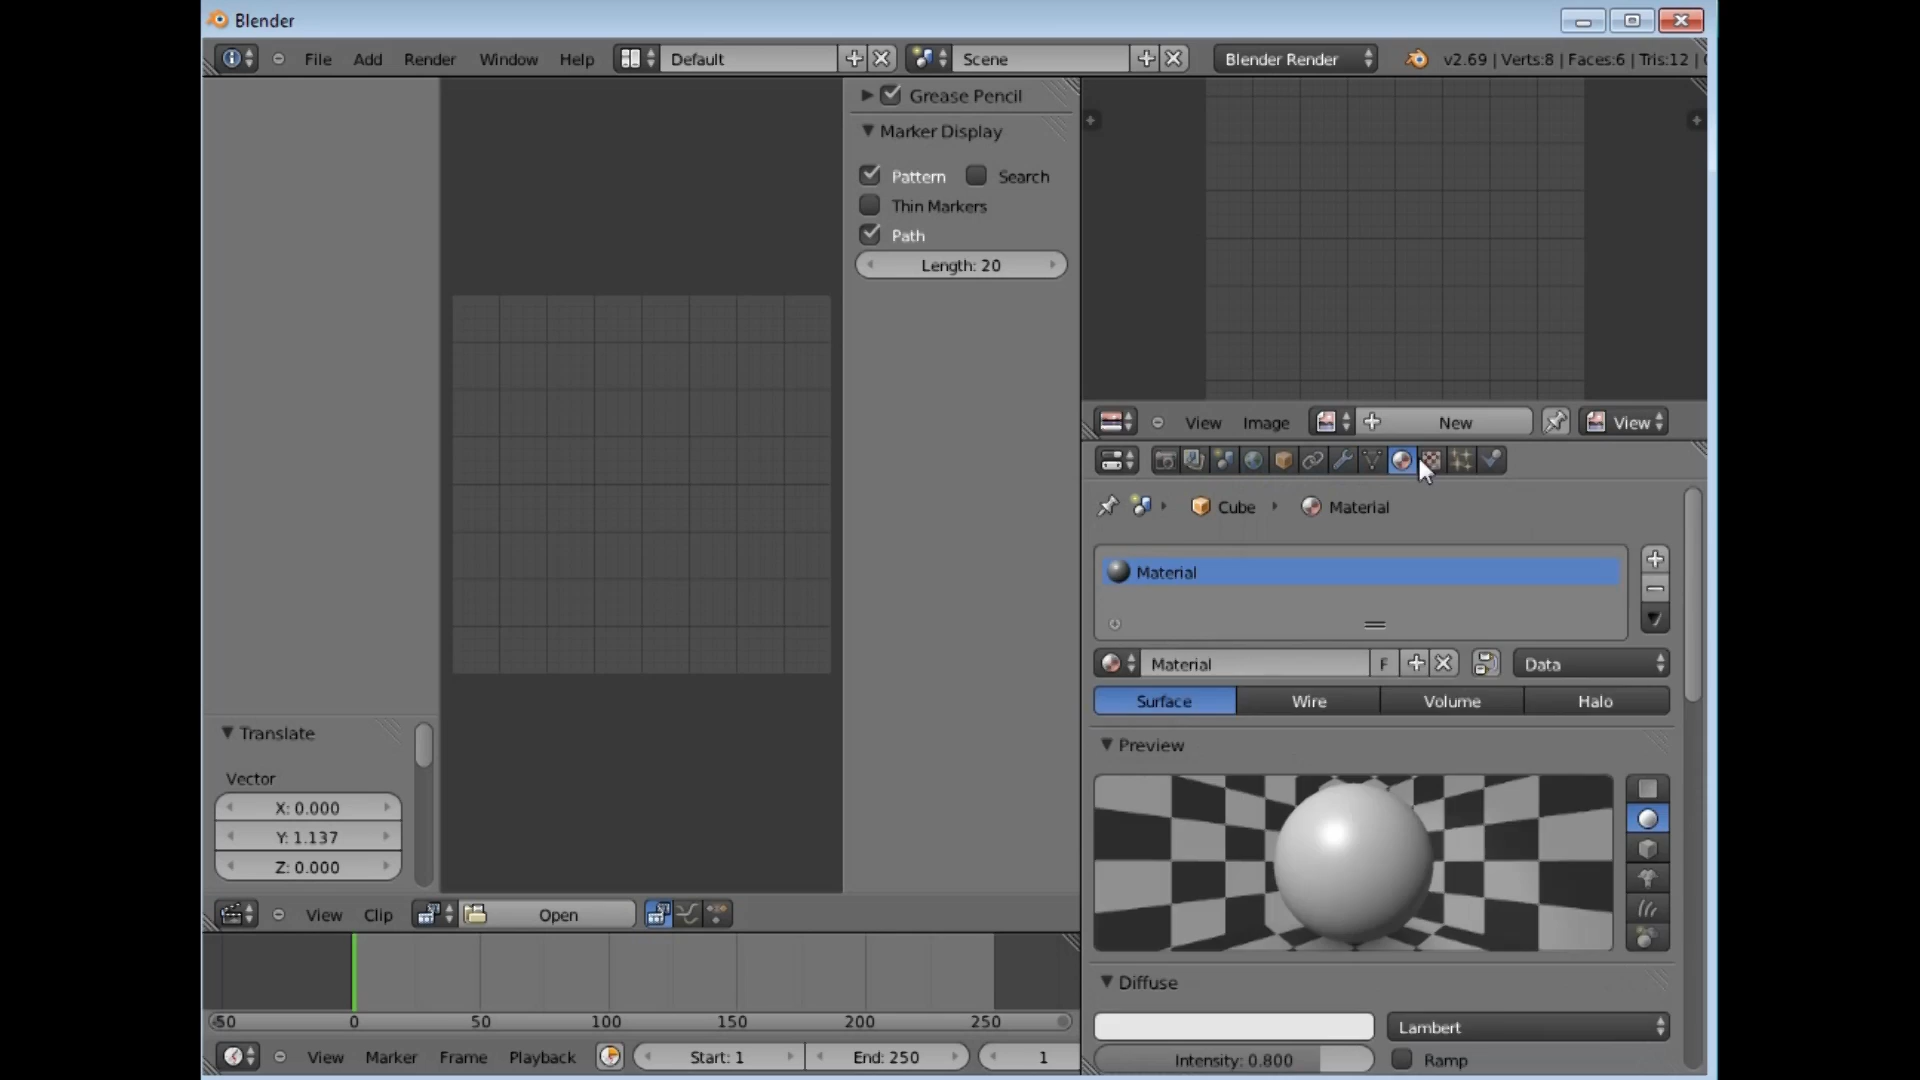 Blender
File Add Render Window Help Default Scene Blender Render v2.69 | Verts:8 | Faces:6 | Tris:12 |
Grease Pencil
Marker Display
Pattern Search
Thin Markers
Path
Length: 20
View Image New View
Cube Material
Material
Material F Data
Surface Wire Volume Halo
Preview
Translate
Vector
X: 0.000
Y: 1.137
Z: 0.000
View Clip Open
Diffuse
Lambert
Intensity: 0.800 Ramp
-50 0 50 100 150 200 250
View Marker Frame Playback Start: 1 End: 250 1